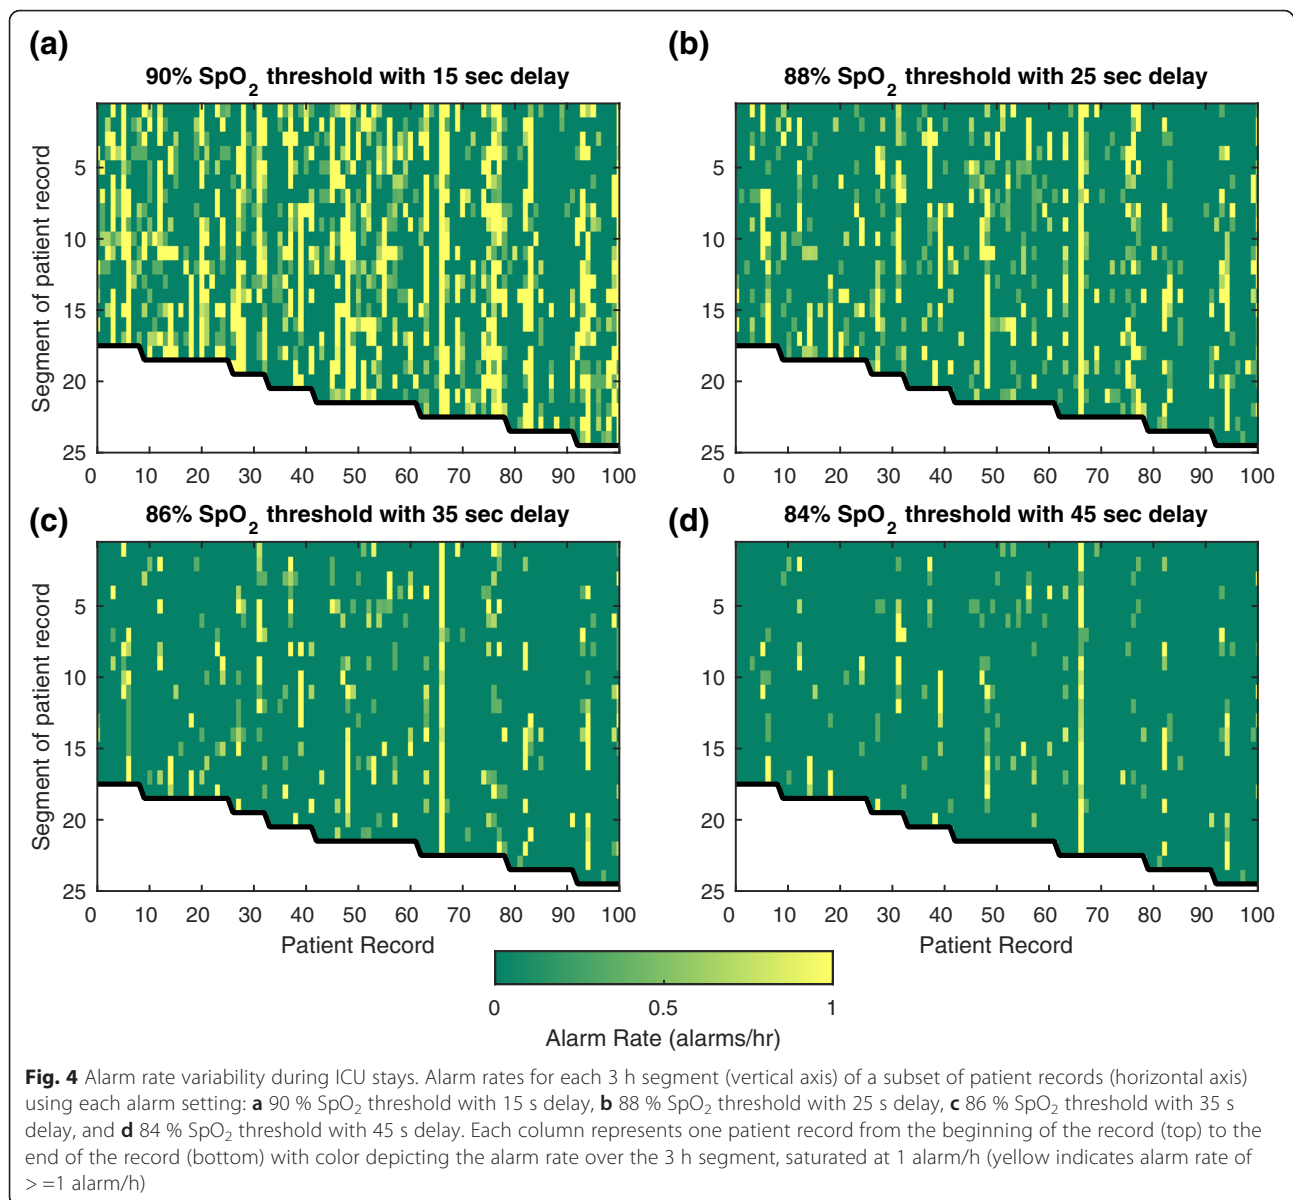 (a)
90% SpO2 threshold with 15 sec delay
Segment of patient record
5
10
15
20
25
0 10 20 30 40 50 60 70 80 90 100
(b)
88% SpO2 threshold with 25 sec delay
5
10
15
20
25
0 10 20 30 40 50 60 70 80 90 100
(c)
86% SpO2 threshold with 35 sec delay
Segment of patient record
5
10
15
20
25
0 10 20 30 40 50 60 70 80 90 100
Patient Record
(d)
84% SpO2 threshold with 45 sec delay
5
10
15
20
25
0 10 20 30 40 50 60 70 80 90 100
Patient Record
0 0.5 1
Alarm Rate (alarms/hr)
Fig. 4 Alarm rate variability during ICU stays. Alarm rates for each 3 h segment (vertical axis) of a subset of patient records (horizontal axis)
using each alarm setting: a 90 % SpO2 threshold with 15 s delay, b 88 % SpO2 threshold with 25 s delay, c 86 % SpO2 threshold with 35 s
delay, and d 84 % SpO2 threshold with 45 s delay. Each column represents one patient record from the beginning of the record (top) to the
end of the record (bottom) with color depicting the alarm rate over the 3 h segment, saturated at 1 alarm/h (yellow indicates alarm rate of
> =1 alarm/h)